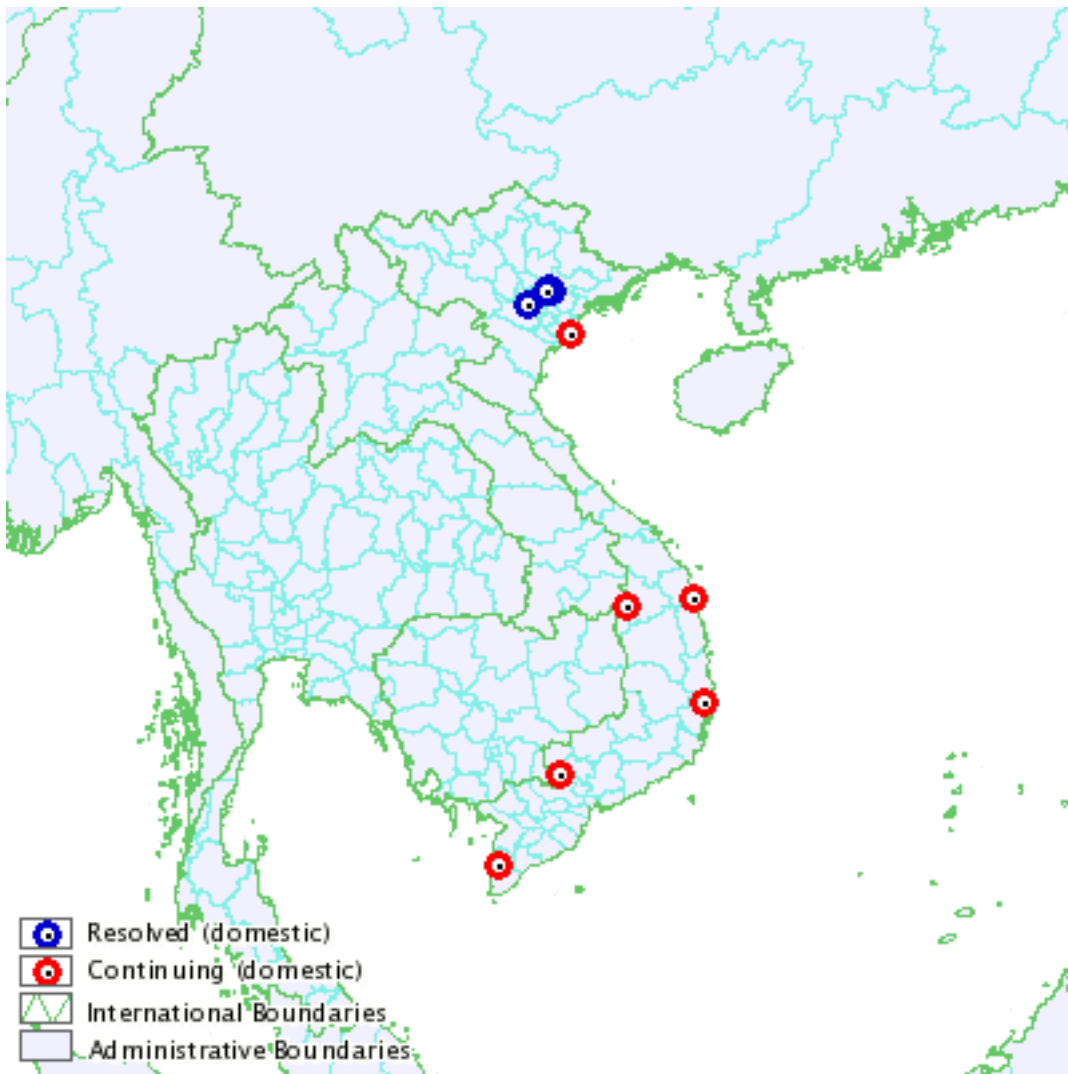 Resolved (domestic)
Continuing (domestic)
International Boundaries
Administrative Boundaries